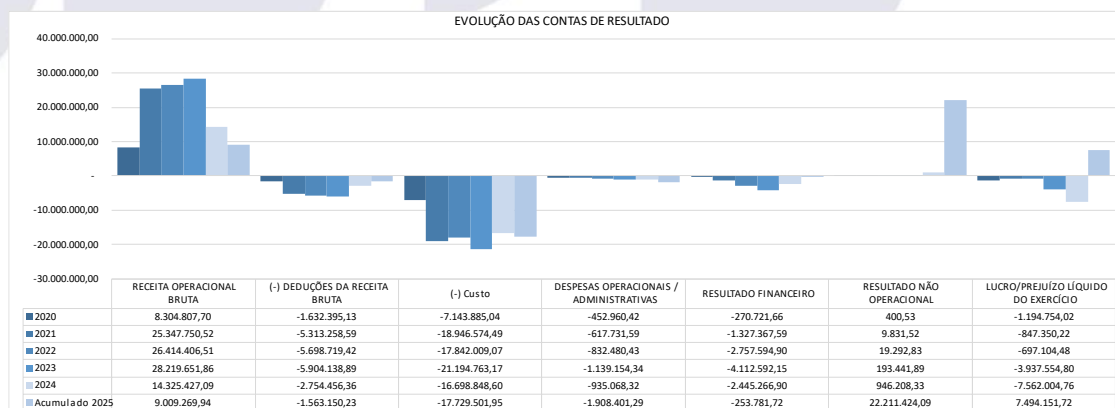 EVOLUÇÃO DAS CONTAS DE RESULTADO
40.000.000,00
30.000.000,00
20.000.000,00
10.000.000,00
-
-10.000.000,00
-20.000.000,00
-30.000.000,00
RECEITA OPERACIONAL BRUTA (-) DEDUÇÕES DA RECEITA BRUTA (-) Custo DESPESAS OPERACIONAIS / ADMINISTRATIVAS RESULTADO FINANCEIRO RESULTADO NÃO OPERACIONAL LUCRO/PREJUÍZO LÍQUIDO DO EXERCÍCIO
2020 8.304.807,70 -1.632.395,13 -7.143.885,04 -452.960,42 -270.721,66 400,53 -1.194.754,02
2021 25.347.750,52 -5.313.258,59 -18.946.574,49 -617.731,59 -1.327.367,59 9.831,52 -847.350,22
2022 26.414.406,51 -5.698.719,42 -17.842.009,07 -832.480,43 -2.757.594,90 19.292,83 -697.104,48
2023 28.219.651,86 -5.904.138,89 -21.194.763,17 -1.139.154,34 -4.112.592,15 193.441,89 -3.937.554,80
2024 14.325.427,09 -2.754.456,36 -16.698.848,60 -935.068,32 -2.445.266,90 946.208,33 -7.562.004,76
Acumulado 2025 9.009.269,94 -1.563.150,23 -17.729.501,95 -1.908.401,29 -253.781,72 22.211.424,09 7.494.151,72